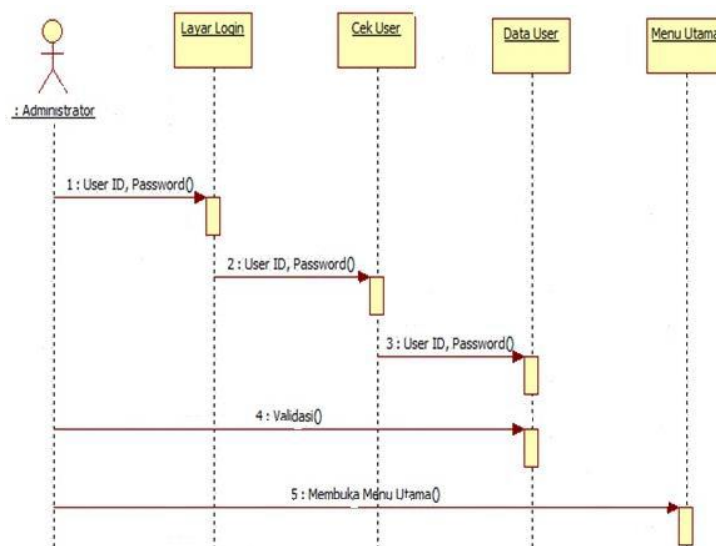 Layar Login
Cek User
Data User
Menu Utama
: Administrator
1 : User ID, Password()
2 : User ID, Password()
3 : User ID, Password()
4 : Validasi()
5 : Membuka Menu Utama()